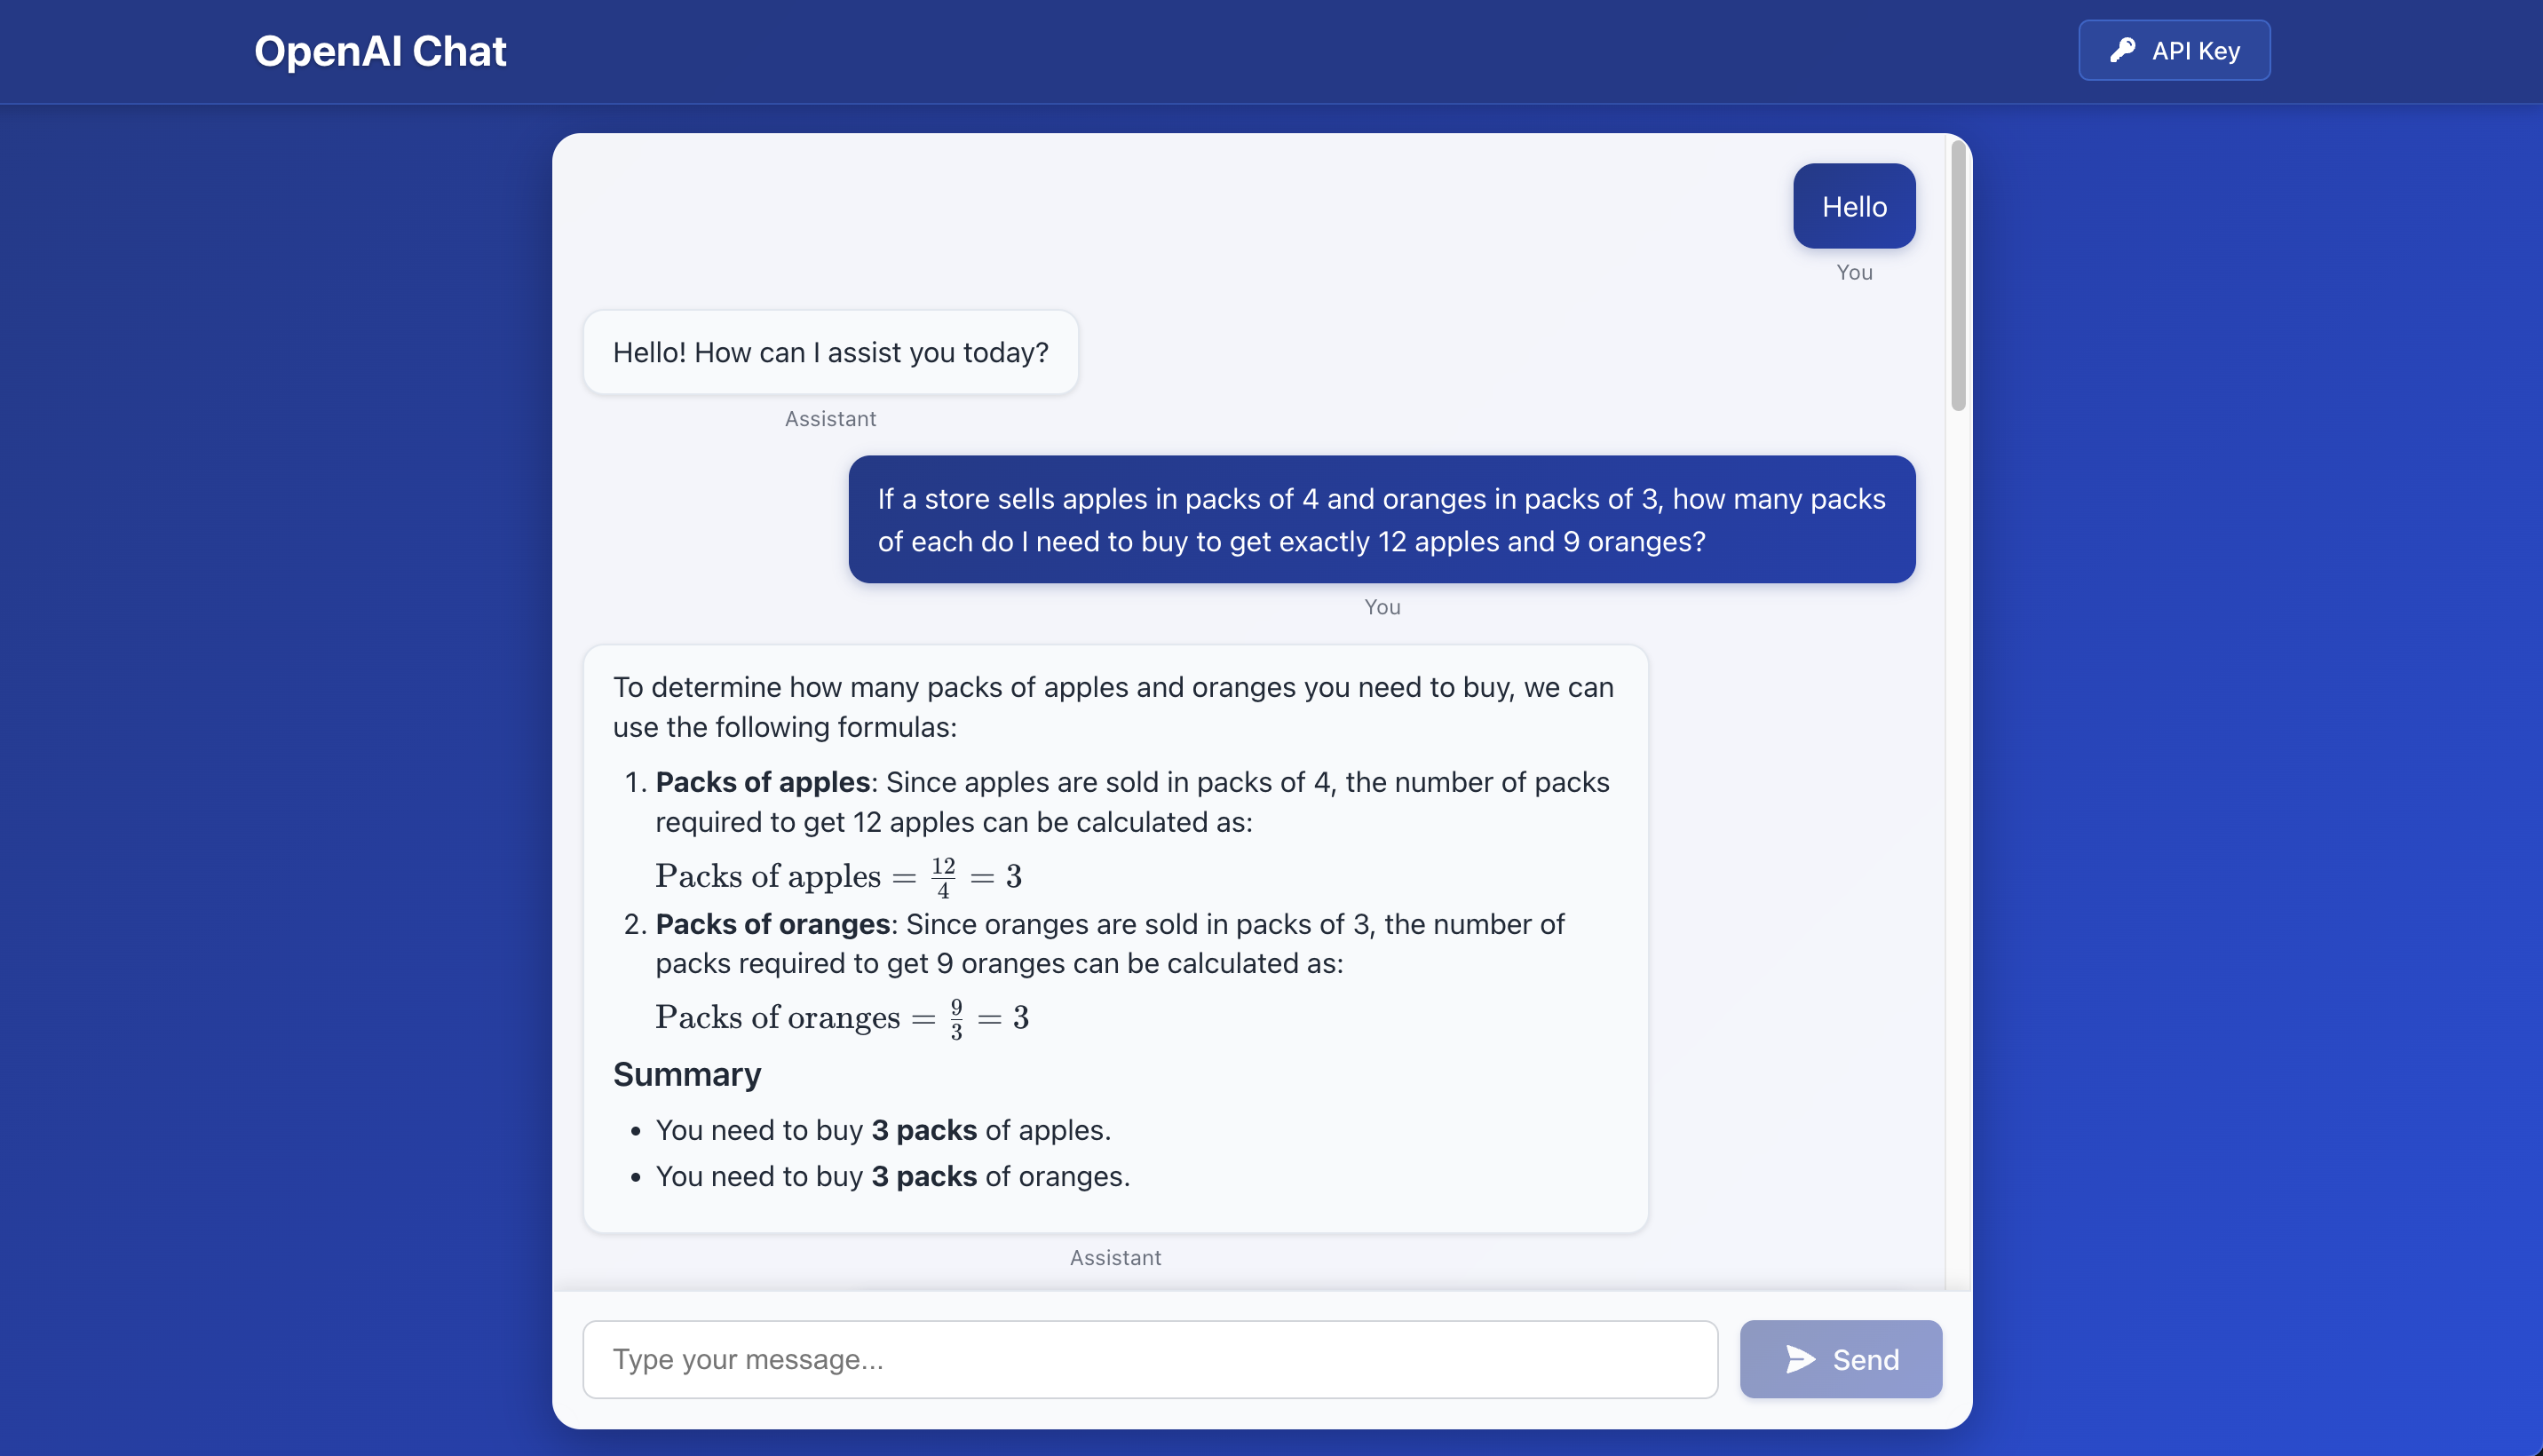 OpenAI Chat
API Key
Hello
You
Hello! How can I assist you today?
Assistant
If a store sells apples in packs of 4 and oranges in packs of 3, how many packs
of each do I need to buy to get exactly 12 apples and 9 oranges?
You
To determine how many packs of apples and oranges you need to buy, we can
use the following formulas:
1. Packs of apples: Since apples are sold in packs of 4, the number of packs
required to get 12 apples can be calculated as:
Packs of apples = 12/4 = 3
2. Packs of oranges: Since oranges are sold in packs of 3, the number of
packs required to get 9 oranges can be calculated as:
Packs of oranges = 9/3 = 3
Summary
• You need to buy 3 packs of apples.
• You need to buy 3 packs of oranges.
Assistant
Type your message...
Send